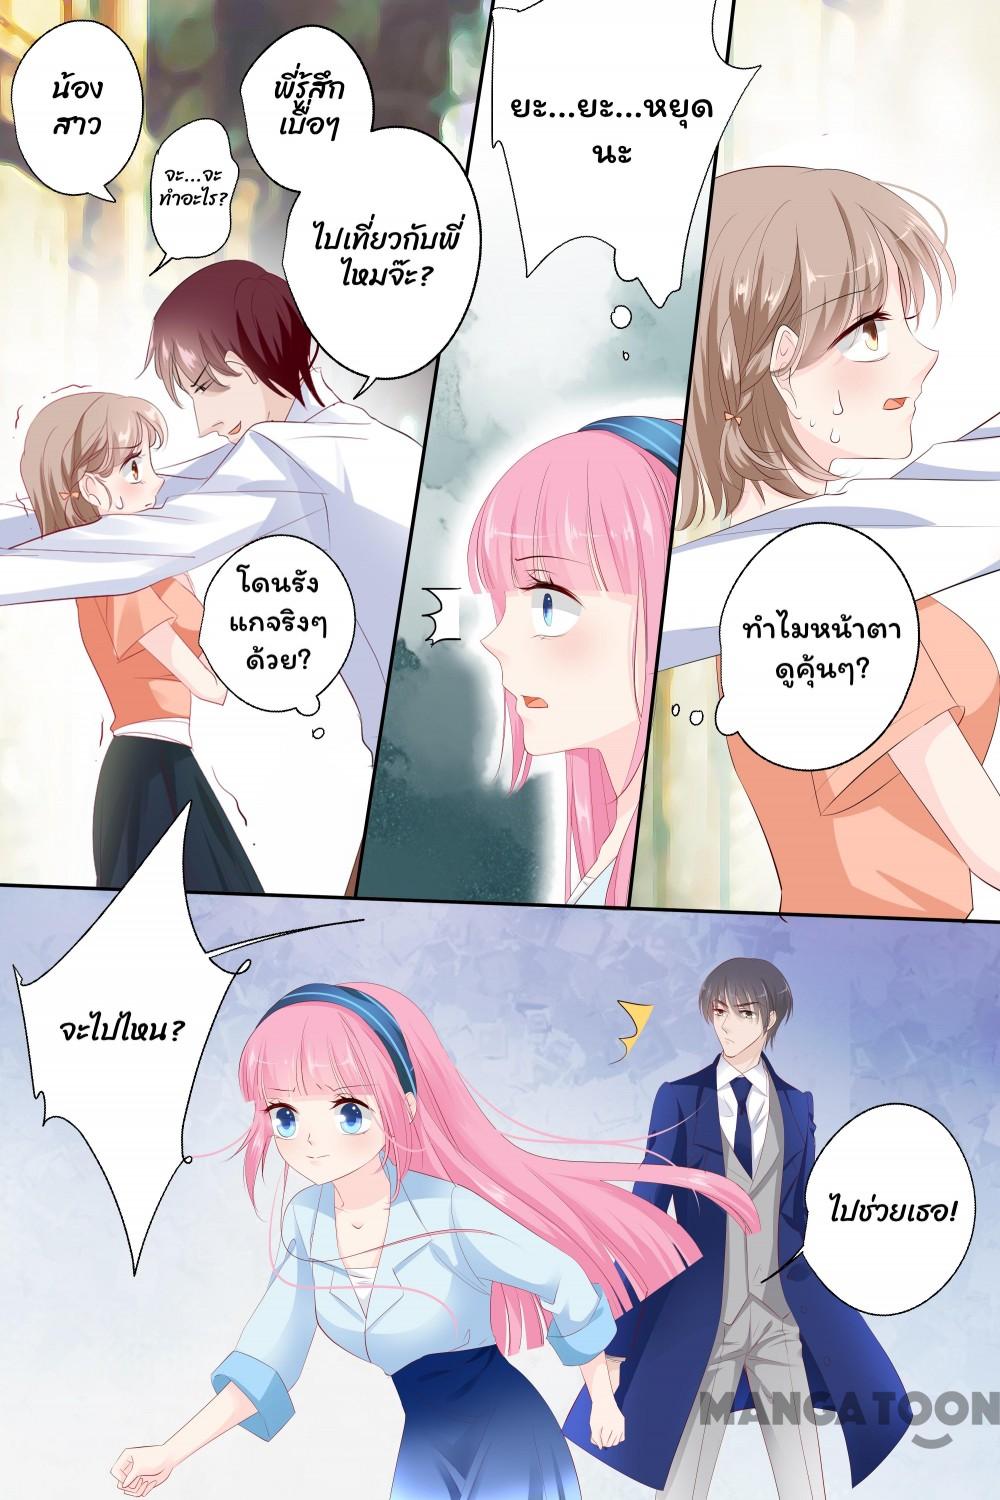 น้อง
สาว
จะ...จะ
ทำอะไร?
พี่รู้สึก
เบื่อๆ
ไปเที่ยวกับพี่
ไหมจ๊ะ?
โดนรัง
แกจริงๆ
ด้วย?
ยะ...ยะ...หยุด
นะ
ทำไมหน้าตา
ดูคุ้นๆ?
จะไปไหน?
ไปช่วยเธอ!
MANGATOON